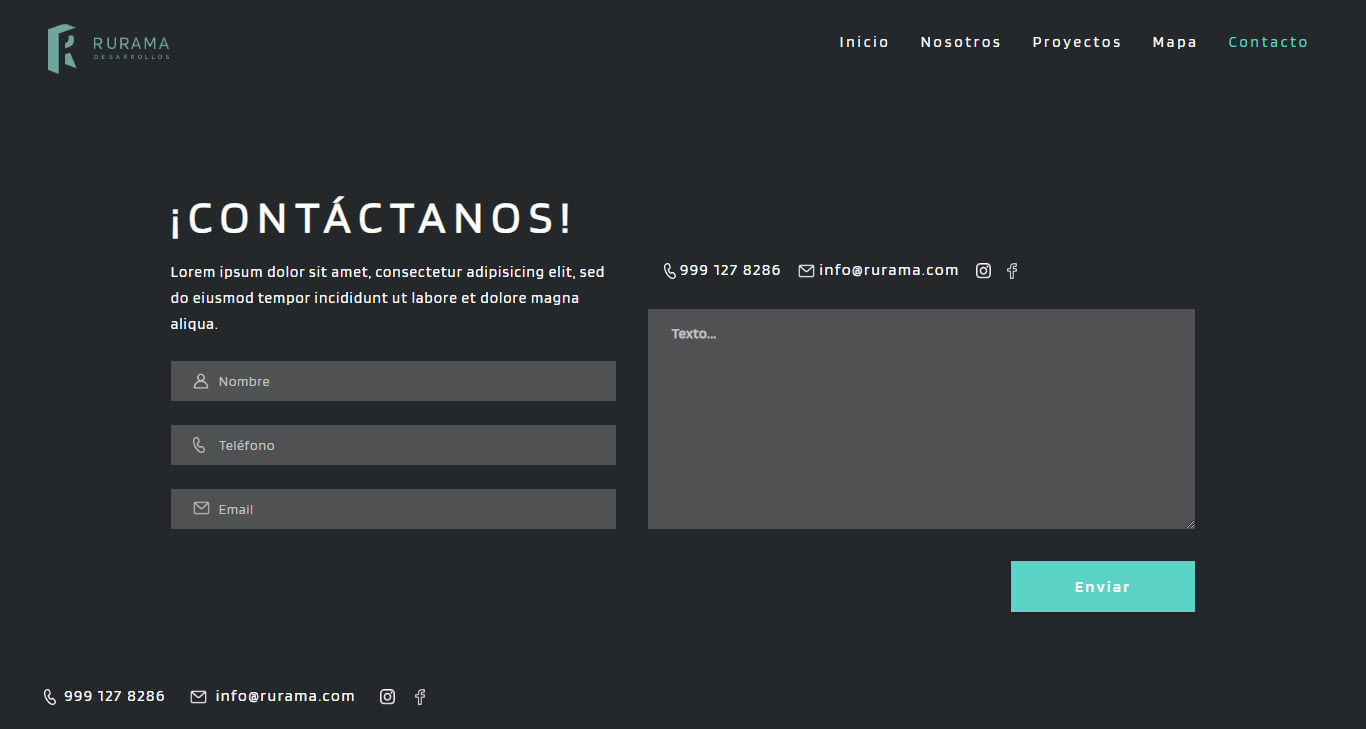 RURAMA
DESARROLLOS
Inicio Nosotros Proyectos Mapa Contacto
¡CONTÁCTANOS!
Lorem ipsum dolor sit amet, consectetur adipisicing elit, sed
do eiusmod tempor incididunt ut labore et dolore magna
aliqua.
Nombre
Teléfono
Email
999 127 8286 info@rurama.com
Texto...
Enviar
999 127 8286 info@rurama.com